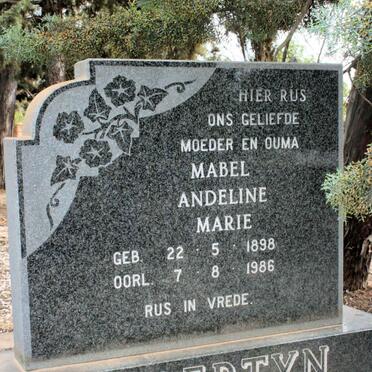 HIER RUS
ONS GELIEFDE
MOEDER EN OUMA
MABEL
ANDELINE
MARIE
GEB. 22 · 5 · 1898
OORL. 7 · 8 · 1986
RUS IN VREDE.